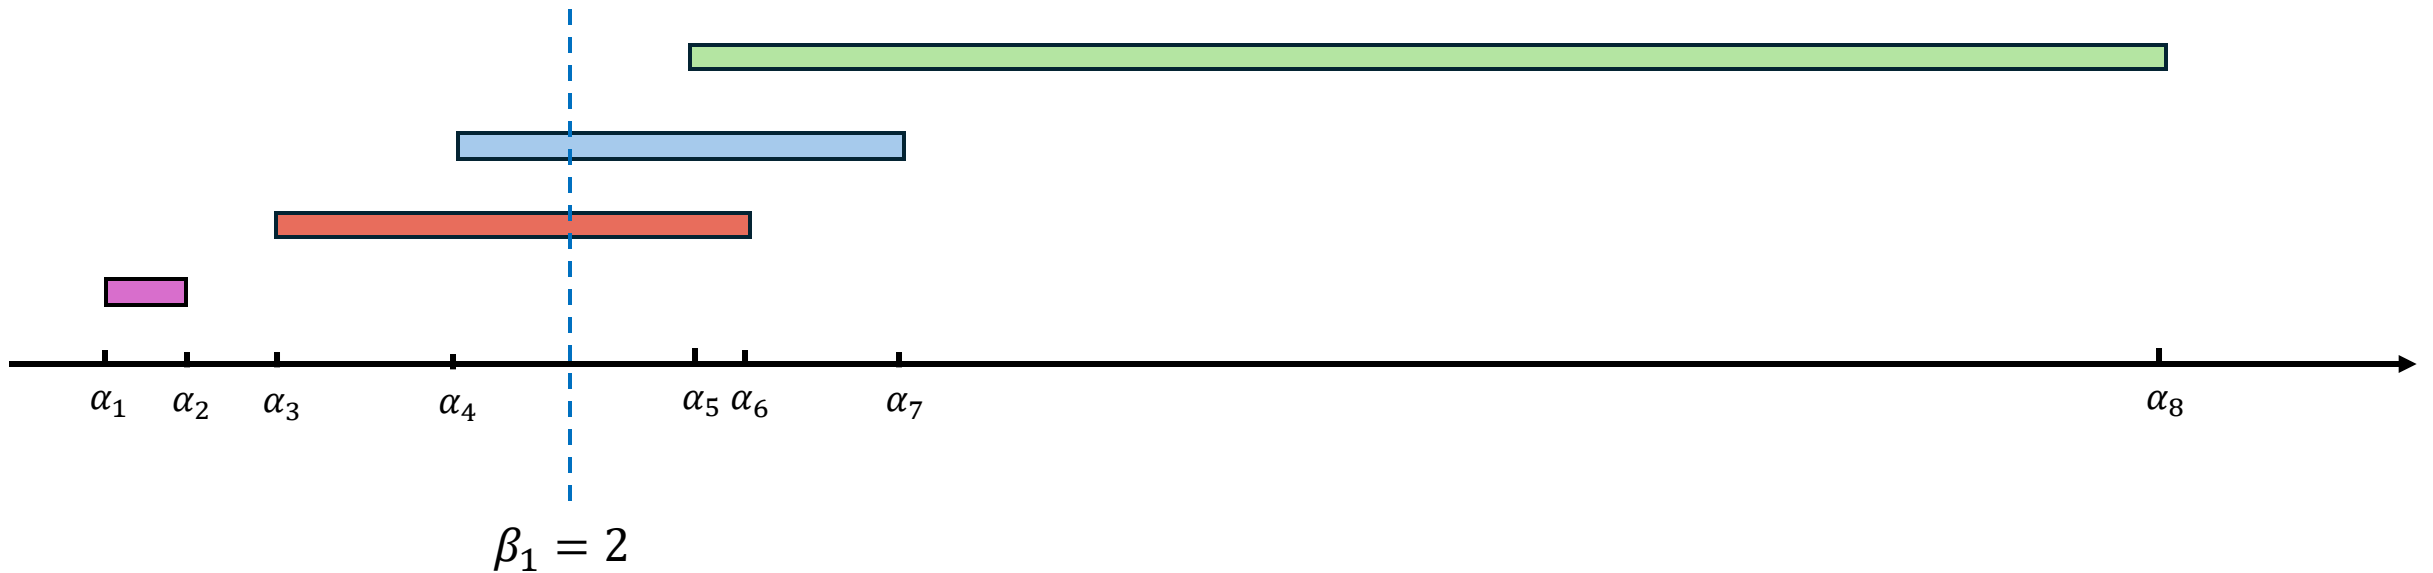 α₁ α₂ α₃ α₄ α₅ α₆ α₇ α₈
β₁ = 2